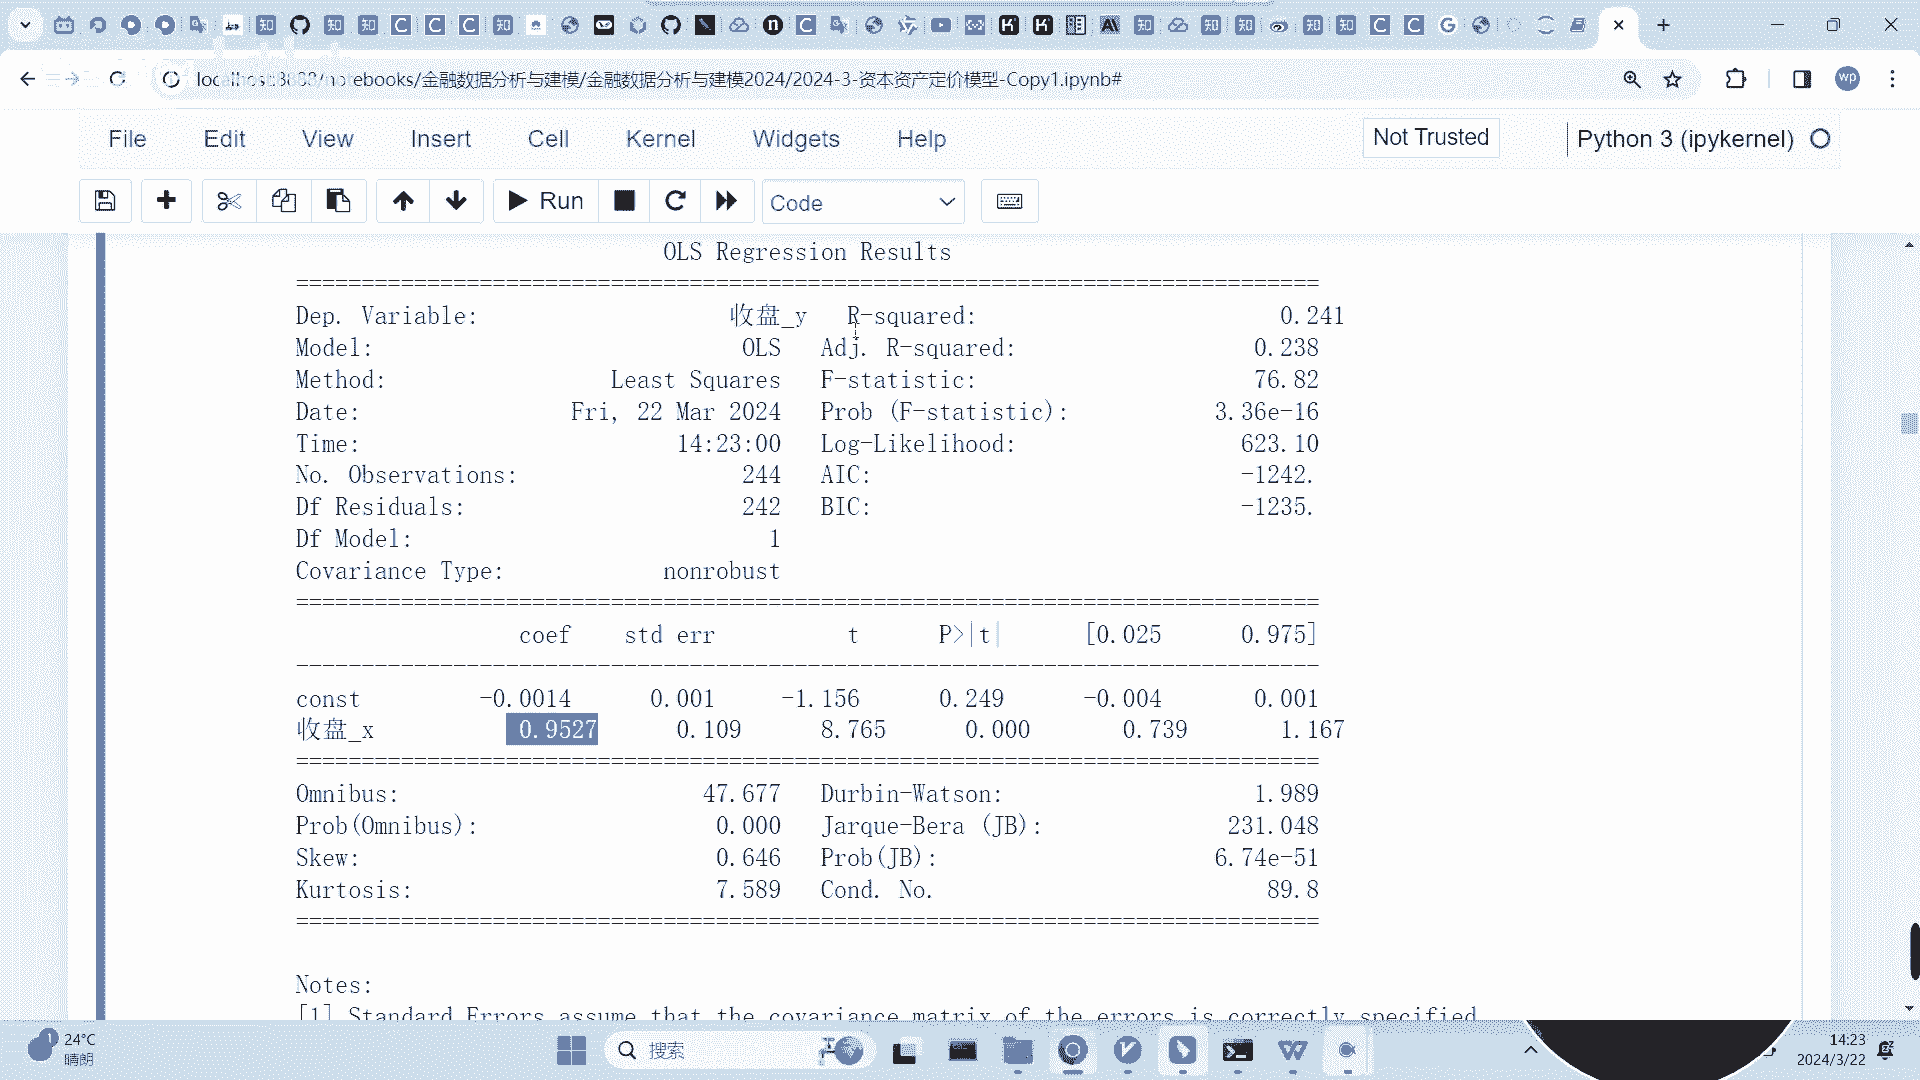 localhost:8888/notebooks/金融数据分析与建模/金融数据分析与建模2024/2024-3-资本资产定价模型-Copy1.ipynb#
wp
File Edit View Insert Cell Kernel Widgets Help Not Trusted Python 3 (ipykernel)
Run Code
OLS Regression Results
==============================================================================
Dep. Variable: 收盘_y R-squared: 0.241
Model: OLS Adj. R-squared: 0.238
Method: Least Squares F-statistic: 76.82
Date: Fri, 22 Mar 2024 Prob (F-statistic): 3.36e-16
Time: 14:23:00 Log-Likelihood: 623.10
No. Observations: 244 AIC: -1242.
Df Residuals: 242 BIC: -1235.
Df Model: 1
Covariance Type: nonrobust
==============================================================================
coef std err t P>|t| [0.025 0.975]
------------------------------------------------------------------------------
const -0.0014 0.001 -1.156 0.249 -0.004 0.001
收盘_x 0.9527 0.109 8.765 0.000 0.739 1.167
==============================================================================
Omnibus: 47.677 Durbin-Watson: 1.989
Prob(Omnibus): 0.000 Jarque-Bera (JB): 231.048
Skew: 0.646 Prob(JB): 6.74e-51
Kurtosis: 7.589 Cond. No. 89.8
==============================================================================
Notes:
[1] Standard Errors assume that the covariance matrix of the errors is correctly specified
24°C
晴朗
搜索
14:23
2024/3/22